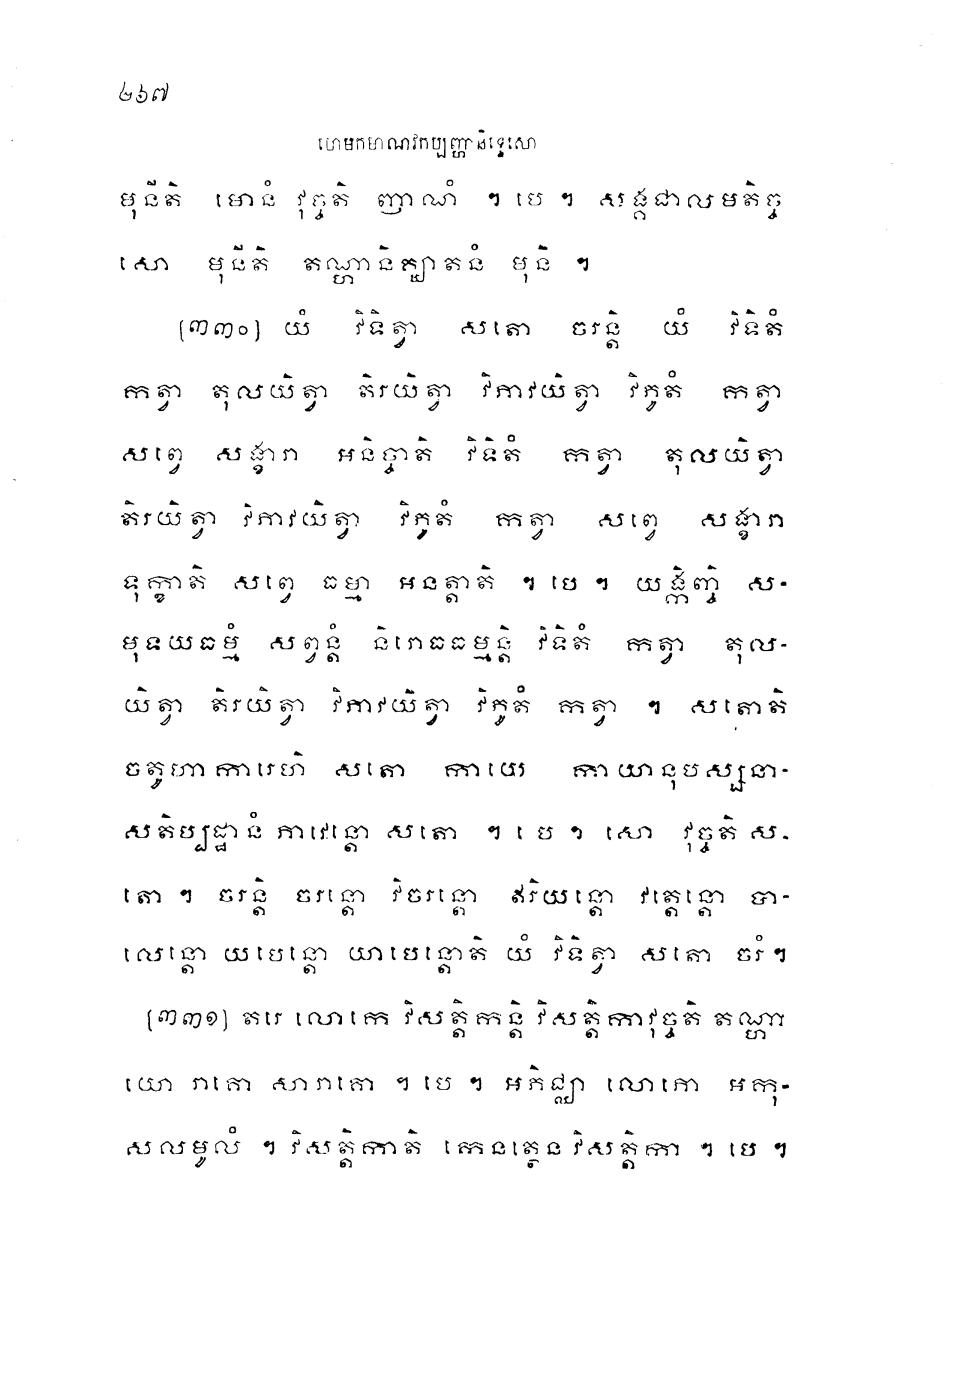 ២៦៧
ហេមកមាណវកប្បញ្ហានិទ្ទេសោ
មុនីតិ មោនំ វុច្ចតិ ញាណំ ។ បេ ។ សង្គជាលមតិច្ច
សោ មុនីតិ តណ្ហានិគ្ឃាតនំ មុនិ ។
[៣៣០] យំ វិទិត្វា សតោ ចរន្តិ យំ វិទិតំ
កត្វា តុលយិត្វា តិរយិត្វា វិភាវយិត្វា វិភូតំ កត្វា
សព្វេ សង្ខារា អនិច្ចាតិ វិទិតំ កត្វា តុលយិត្វា
តិរយិត្វា វិភាវយិត្វា វិភូតំ កត្វា សព្វេ សង្ខារា
ទុក្ខាតិ សព្វេ ធម្មា អនត្តាតិ ។ បេ ។ យង្កិញ្ចិ ស-
មុទយធម្មំ សព្វន្តំ និរោធធម្មន្តិ វិទិតំ កត្វា តុល-
យិត្វា តិរយិត្វា វិភាវយិត្វា វិភូតំ កត្វា ។ សតោតិ
ចតូហាការេហិ សតោ កាយេ កាយានុបស្សនា-
សតិប្បដ្ឋានំ ភាវេន្តោ សតោ ។ បេ ។ សោ វុច្ចតិ ស-
តោ ។ ចរន្តិ ចរន្តោ វិចរន្តោ ឥរិយន្តោ វត្តេន្តោ បា-
លេន្តោ យបេន្តោ យាបេន្តោតិ យំ វិទិត្វា សតោ ចរំ។
[៣៣១] តរេ លោកេ វិសត្តិកន្តិ វិសត្តិកាវុច្ចតិ តណ្ហា
យោ រាគោ សារាគោ ។ បេ ។ អភិជ្ឈា លោភោ អកុ-
សលមូលំ ។ វិសត្តិកាតិ កេនត្ថេនវិសត្តិកា ។ បេ ។